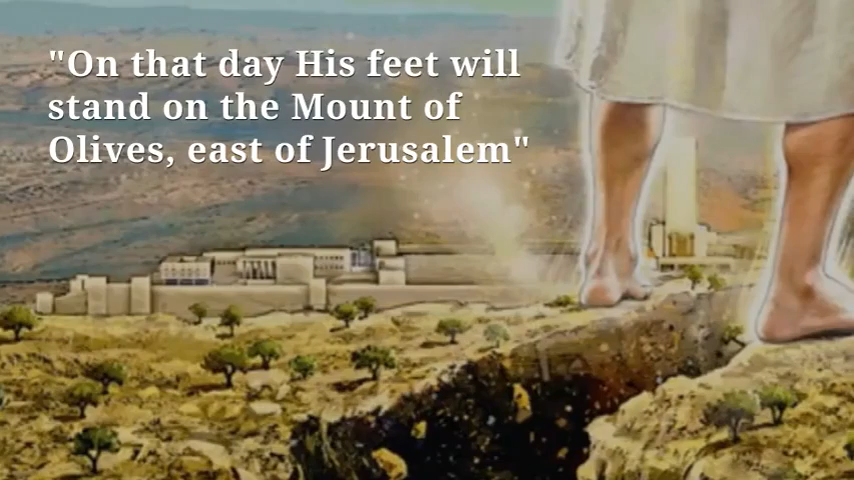 "On that day His feet will
stand on the Mount of
Olives, east of Jerusalem"